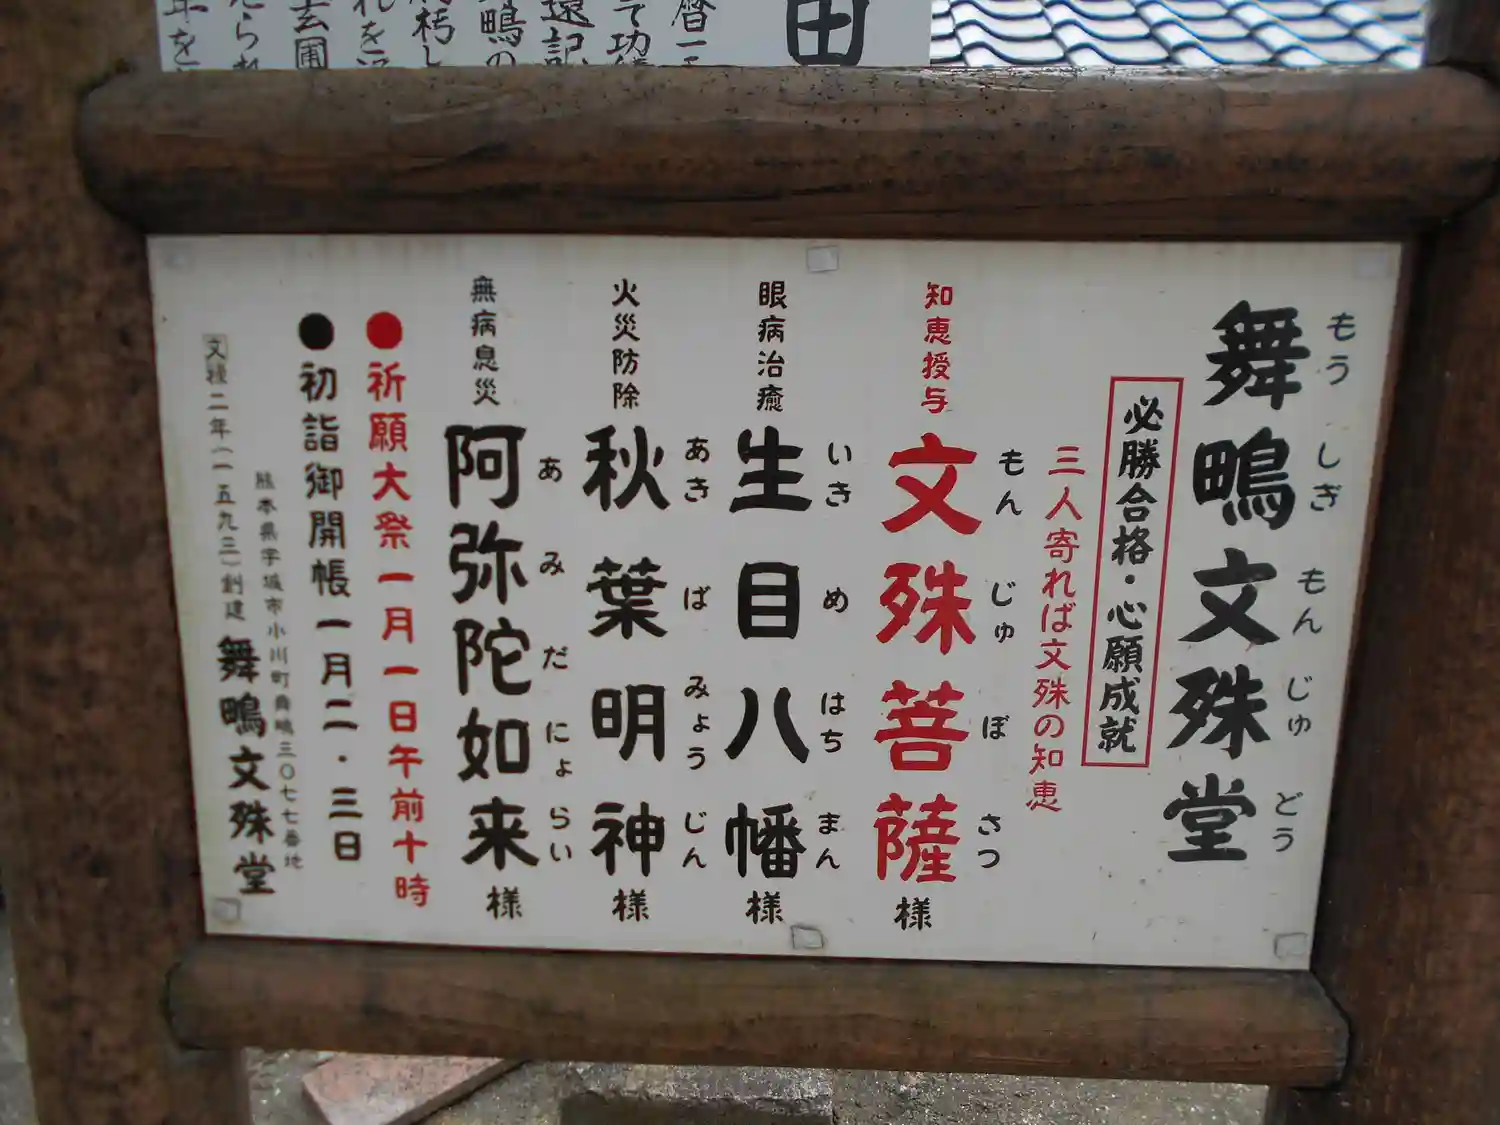 田
舞鴫文殊堂
もうしぎもんじゅどう
必勝合格・心願成就
三人寄れば文殊の知恵
知恵授与
文殊菩薩様
もんじゅぼさつ
眼病治癒
生目八幡様
いきめはちまん
火災防除
秋葉明神様
あきばみょうじん
無病息災
阿弥陀如来様
あみだにょらい
●祈願大祭一月一日午前十時
●初詣御開帳一月二・三日
熊本県宇城市小川町南嶋三〇七七番地
文禄二年(一五九三)創建 舞鴫文殊堂